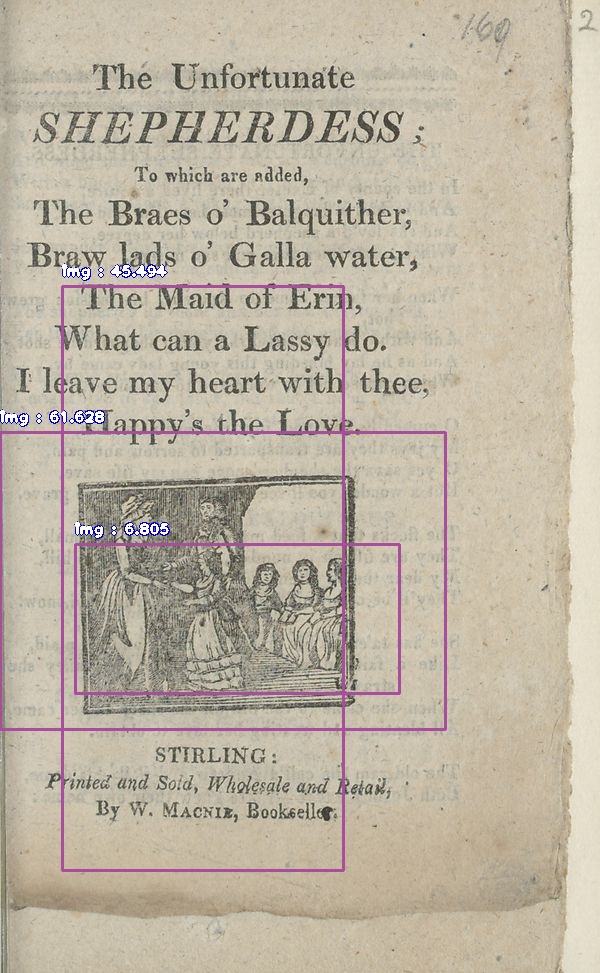 169
2
The Unfortunate
SHEPHERDESS;
To which are added,
The Braes o' Balquither,
Braw lads o' Galla water,
Img : 45.494
The Maid of Erin,
What can a Lassy do.
I leave my heart with thee,
Img : 61.628
Happy's the Love.
Img : 6.805
STIRLING:
Printed and Sold, Wholesale and Retail,
By W. MACNIE, Bookseller.